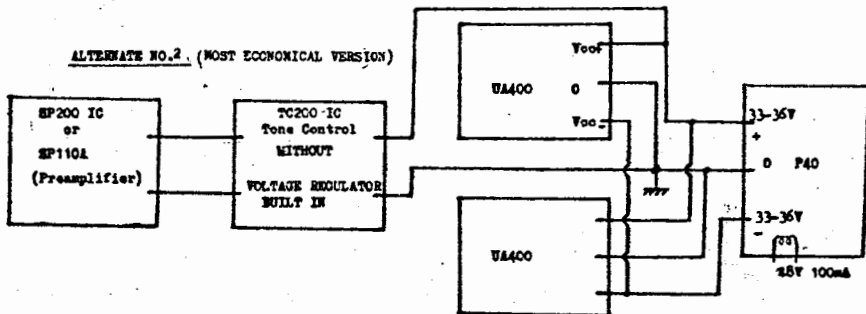 ALTERNATE NO.2. (MOST ECONOMICAL VERSION)
SP200 IC
or
SP110A
(Preamplifier)
TC200 IC
Tone Control
WITHOUT
VOLTAGE REGULATOR
BUILT IN
Vcc+
UA400
0
Vcc-
UA400
33-36V
+
0 P40
33-36V
-
28V 100mA